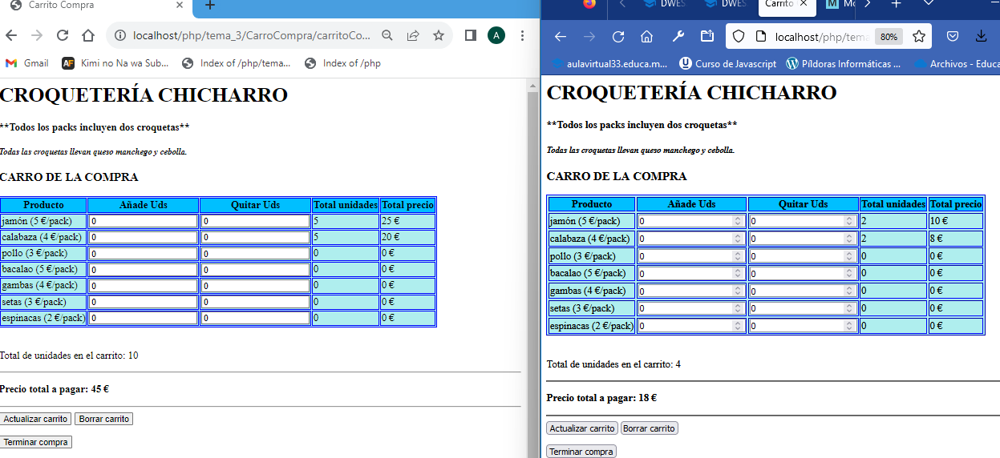 Carrito Compra
localhost/php/tema_3/CarroCompra/carritoCo...
A
Gmail
Kimi no Na wa Sub...
Index of /php/tema...
Index of /php
CROQUETERÍA CHICHARRO
**Todos los packs incluyen dos croquetas**
Todas las croquetas llevan queso manchego y cebolla.
CARRO DE LA COMPRA
Producto Añade Uds Quitar Uds Total unidades Total precio
jamón (5 €/pack) 0 0 5 25 €
calabaza (4 €/pack) 0 0 5 20 €
pollo (3 €/pack) 0 0 0 0 €
bacalao (5 €/pack) 0 0 0 0 €
gambas (4 €/pack) 0 0 0 0 €
setas (3 €/pack) 0 0 0 0 €
espinacas (2 €/pack) 0 0 0 0 €
Total de unidades en el carrito: 10
Precio total a pagar: 45 €
Actualizar carrito Borrar carrito
Terminar compra
DWES
DWES
Carrito
M Mo
localhost/php/tema
80%
aulavirtual33.educa.m...
Curso de Javascript
Píldoras Informáticas ...
Archivos - Educa
CROQUETERÍA CHICHARRO
**Todos los packs incluyen dos croquetas**
Todas las croquetas llevan queso manchego y cebolla.
CARRO DE LA COMPRA
Producto Añade Uds Quitar Uds Total unidades Total precio
jamón (5 €/pack) 0 0 2 10 €
calabaza (4 €/pack) 0 0 2 8 €
pollo (3 €/pack) 0 0 0 0 €
bacalao (5 €/pack) 0 0 0 0 €
gambas (4 €/pack) 0 0 0 0 €
setas (3 €/pack) 0 0 0 0 €
espinacas (2 €/pack) 0 0 0 0 €
Total de unidades en el carrito: 4
Precio total a pagar: 18 €
Actualizar carrito Borrar carrito
Terminar compra